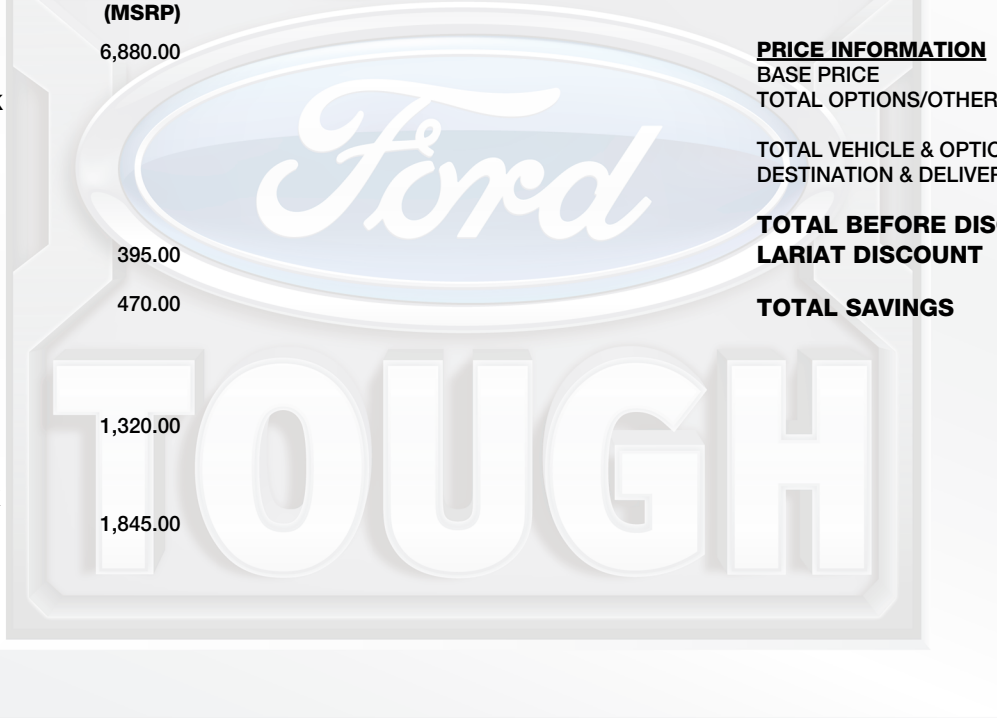 (MSRP)
6,880.00
395.00
470.00
1,320.00
1,845.00
PRICE INFORMATION
BASE PRICE
TOTAL OPTIONS/OTHER
TOTAL VEHICLE & OPTIO
DESTINATION & DELIVER
TOTAL BEFORE DISC
LARIAT DISCOUNT
TOTAL SAVINGS
Ford
TOUGH